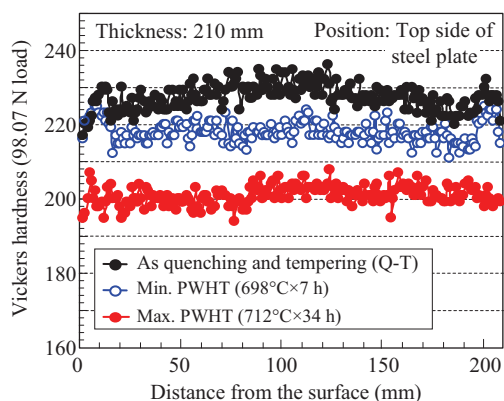 Thickness: 210 mm
Position: Top side of
steel plate
240
220
200
180
160
Vickers hardness (98.07 N load)
As quenching and tempering (Q-T)
Min. PWHT (698°C×7 h)
Max. PWHT (712°C×34 h)
0
50
100
150
200
Distance from the surface (mm)